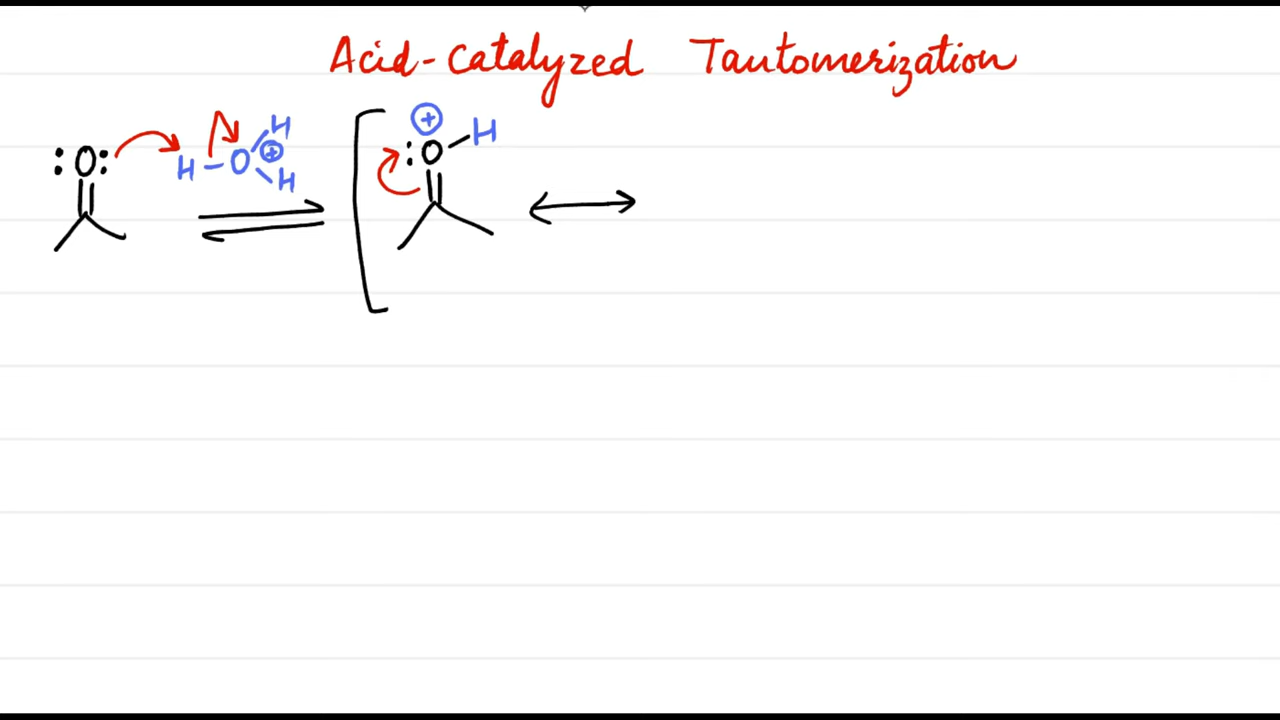 Acid-Catalyzed Tautomerization
:O: H-O H ⊕ H
⊕ :O-H